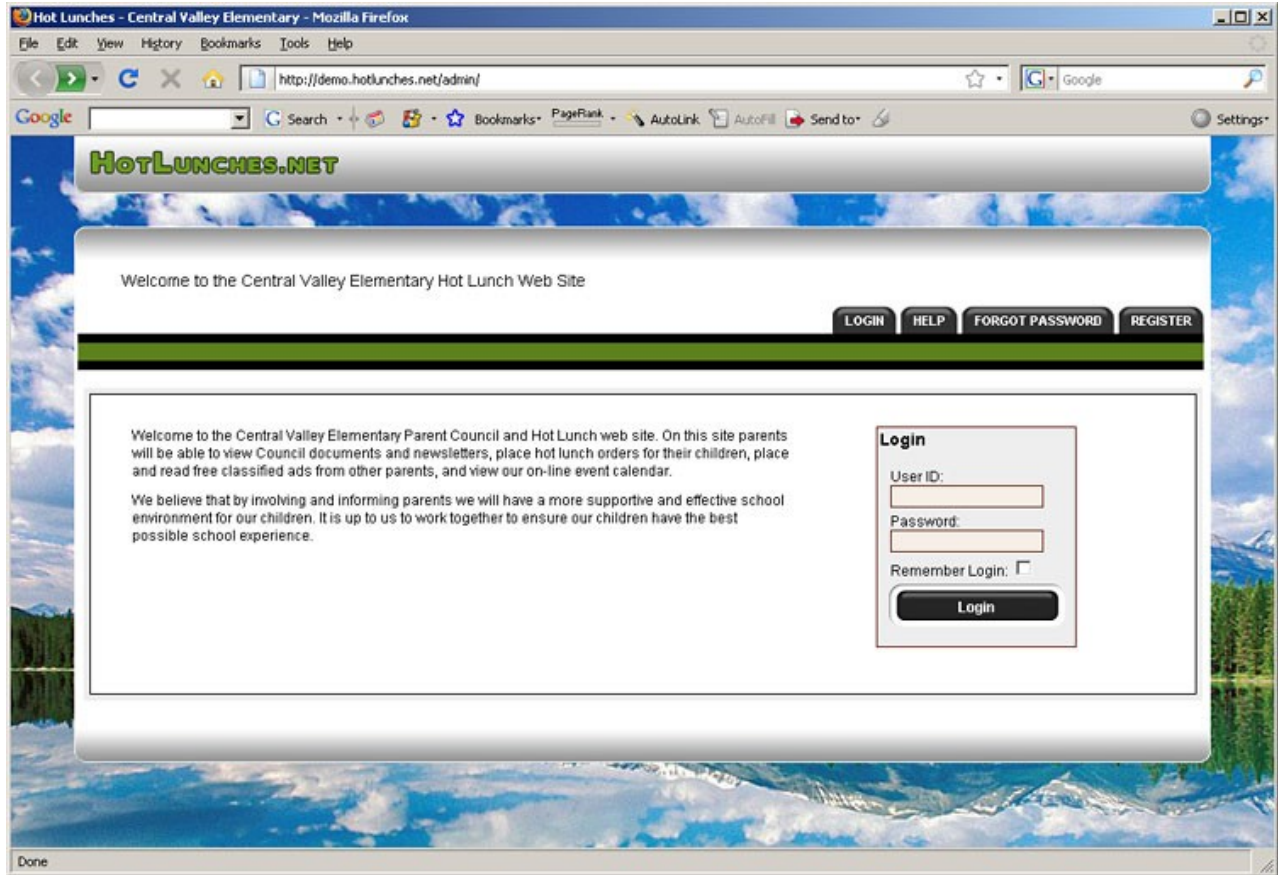 Hot Lunches - Central Valley Elementary - Mozilla Firefox
File Edit View History Bookmarks Tools Help
http://demo.hotlunches.net/admin/
G Google
Google G Search Bookmarks PageRank AutoLink AutoFill Send to Settings
HotLunches.net
Welcome to the Central Valley Elementary Hot Lunch Web Site
LOGIN HELP FORGOT PASSWORD REGISTER
Welcome to the Central Valley Elementary Parent Council and Hot Lunch web site. On this site parents
will be able to view Council documents and newsletters, place hot lunch orders for their children, place
and read free classified ads from other parents, and view our on-line event calendar.
We believe that by involving and informing parents we will have a more supportive and effective school
environment for our children. It is up to us to work together to ensure our children have the best
possible school experience.
Login
User ID:
Password:
Remember Login:
Login
Done